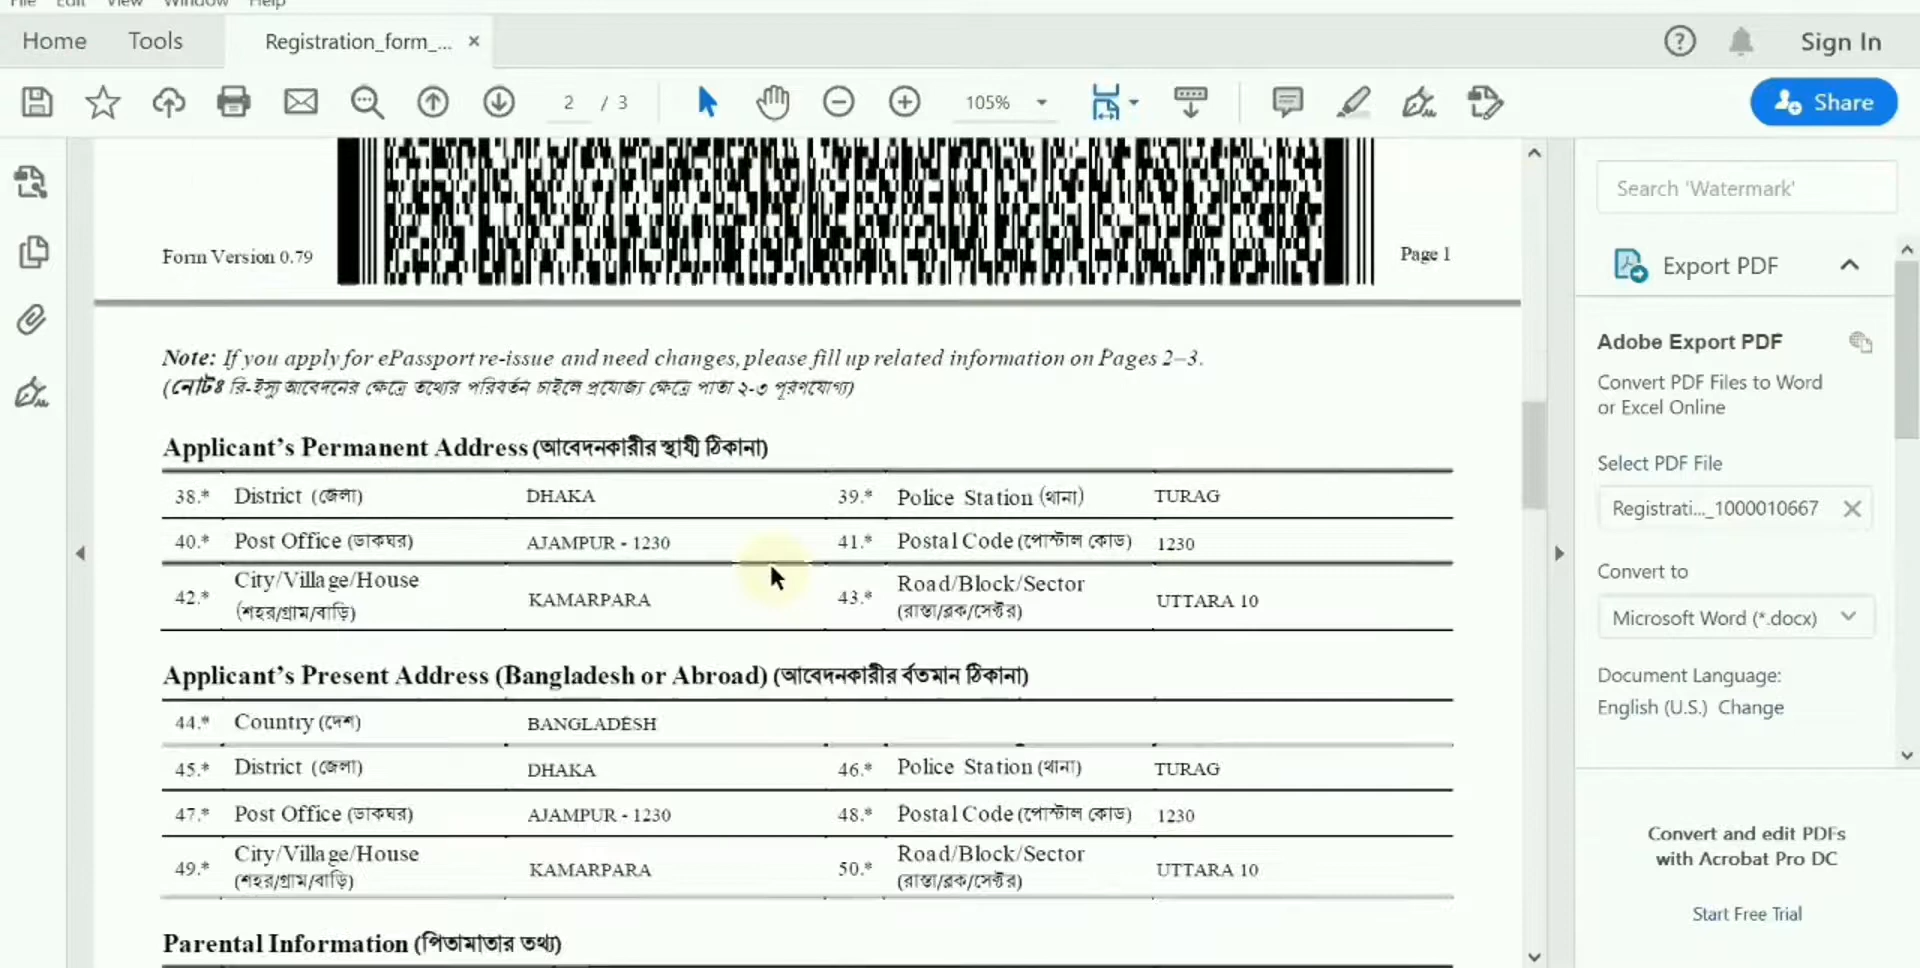 File Edit View Window Help
Home Tools Registration_form_... × Sign In
2 / 3 105% Share
Form Version 0.79 Page 1
Note: If you apply for ePassport re-issue and need changes, please fill up related information on Pages 2–3.
(নোটঃ রি-ইস্যু আবেদনের ক্ষেত্রে তথ্যের পরিবর্তন চাইলে প্রযোজ্য ক্ষেত্রে পাতা ২-৩ পূরণযোগ্য)
Applicant's Permanent Address (আবেদনকারীর স্থায়ী ঠিকানা)
38.* District (জেলা) DHAKA 39.* Police Station (থানা) TURAG
40.* Post Office (ডাকঘর) AJAMPUR - 1230 41.* Postal Code (পোস্টাল কোড) 1230
42.* City/Village/House (শহর/গ্রাম/বাড়ি) KAMARPARA 43.* Road/Block/Sector (রাস্তা/ব্লক/সেক্টর) UTTARA 10
Applicant's Present Address (Bangladesh or Abroad) (আবেদনকারীর র্বতমান ঠিকানা)
44.* Country (দেশ) BANGLADESH
45.* District (জেলা) DHAKA 46.* Police Station (থানা) TURAG
47.* Post Office (ডাকঘর) AJAMPUR - 1230 48.* Postal Code (পোস্টাল কোড) 1230
49.* City/Village/House (শহর/গ্রাম/বাড়ি) KAMARPARA 50.* Road/Block/Sector (রাস্তা/ব্লক/সেক্টর) UTTARA 10
Parental Information (পিতামাতার তথ্য)
Search 'Watermark'
Export PDF
Adobe Export PDF
Convert PDF Files to Word
or Excel Online
Select PDF File
Registrati..._1000010667
Convert to
Microsoft Word (*.docx)
Document Language:
English (U.S.) Change
Convert and edit PDFs
with Acrobat Pro DC
Start Free Trial